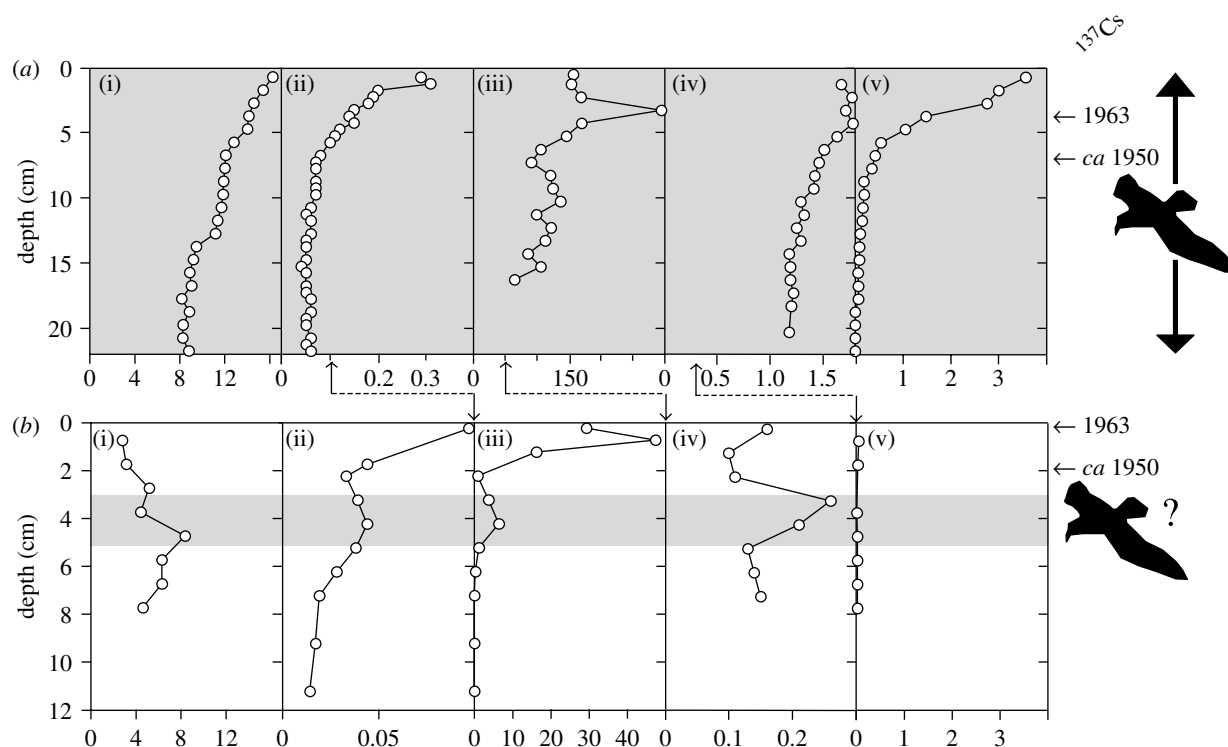 137Cs
(a)
0 (i) (ii) (iii) (iv) (v)
← 1963
5
← ca 1950
10
15
20
depth (cm)
0 4 8 12 0 0.2 0.3 0 150 0 0.5 1.0 1.5 1 2 3
(b)
0 (i) (ii) (iii) (iv) (v) ← 1963
2 ← ca 1950
4 ?
6
8
10
12
depth (cm)
0 4 8 12 0 0.05 0 10 20 30 40 0.1 0.2 0 1 2 3